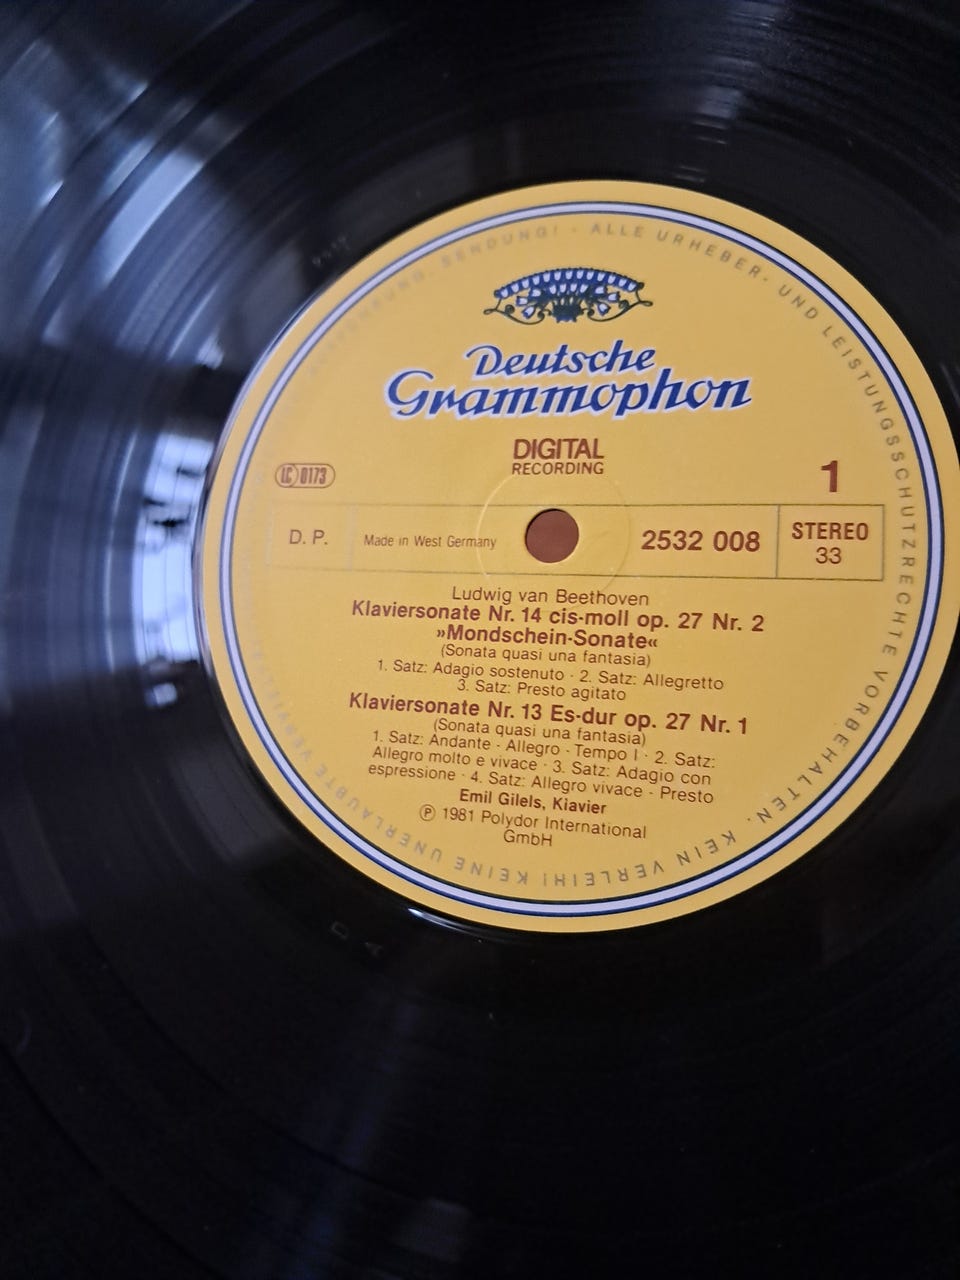 AUFFÜHRUNG, SENDUNG! · ALLE URHEBER- UND LEISTUNGSSCHUTZRECHTE VORBEHALTEN. KEIN VERLEIH! KEINE UNERLAUBTE
Deutsche
Grammophon
DIGITAL
RECORDING
LC 0173
1
D. P.
Made in West Germany
2532 008
STEREO
33
Ludwig van Beethoven
Klaviersonate Nr. 14 cis-moll op. 27 Nr. 2
»Mondschein-Sonate«
(Sonata quasi una fantasia)
1. Satz: Adagio sostenuto · 2. Satz: Allegretto
3. Satz: Presto agitato
Klaviersonate Nr. 13 Es-dur op. 27 Nr. 1
(Sonata quasi una fantasia)
1. Satz: Andante - Allegro - Tempo I · 2. Satz:
Allegro molto e vivace · 3. Satz: Adagio con
espressione · 4. Satz: Allegro vivace - Presto
Emil Gilels, Klavier
℗ 1981 Polydor International
GmbH